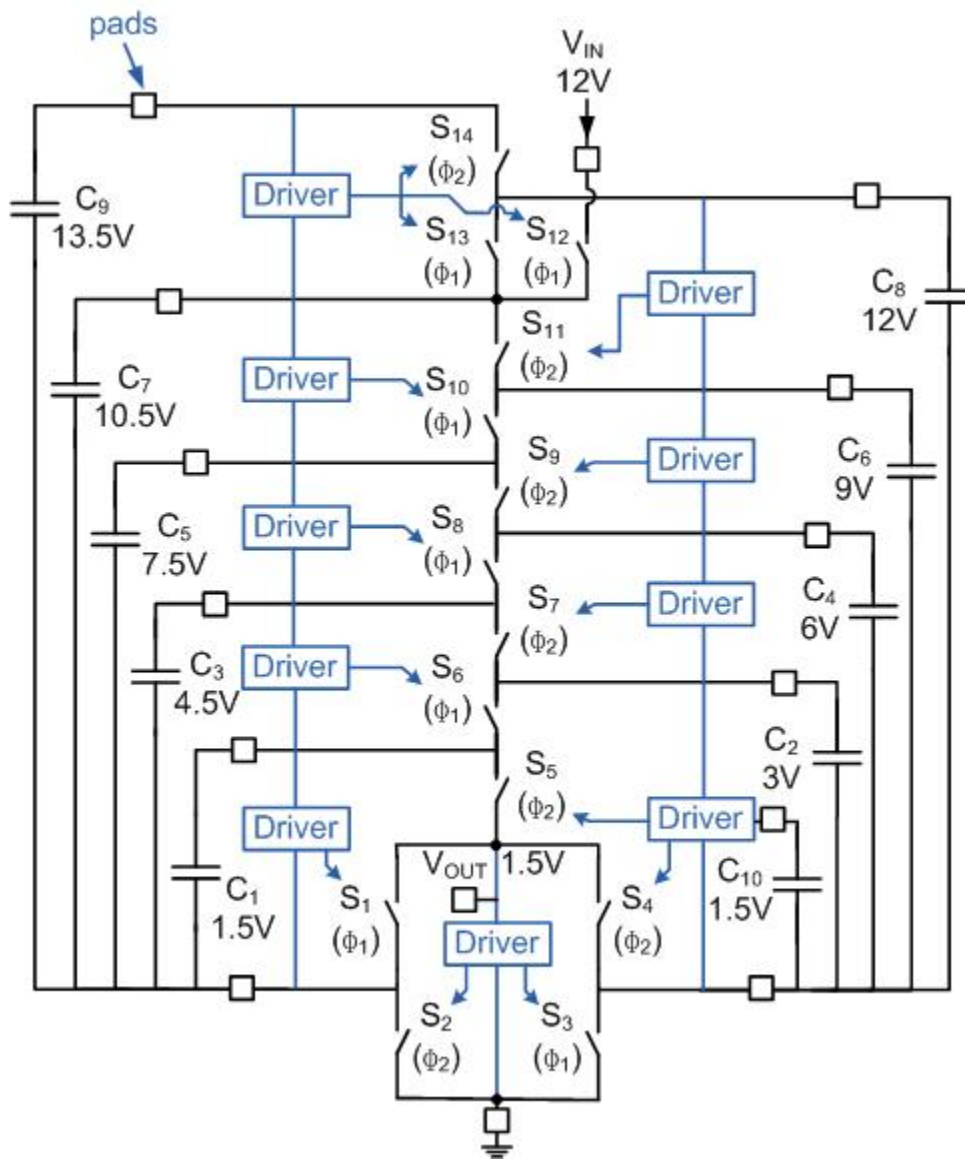 pads
V_IN
12V
S14
(Φ2)
Driver
C9
13.5V
S13
(Φ1)
S12
(Φ1)
Driver
C8
12V
S11
(Φ2)
C7
10.5V
Driver
S10
(Φ1)
S9
(Φ2)
Driver
C6
9V
C5
7.5V
Driver
S8
(Φ1)
S7
(Φ2)
Driver
C4
6V
C3
4.5V
Driver
S6
(Φ1)
C2
3V
S5
(Φ2)
Driver
Driver
V_OUT 1.5V
C10
1.5V
C1
1.5V
S1
(Φ1)
S4
(Φ2)
Driver
S2
(Φ2)
S3
(Φ1)